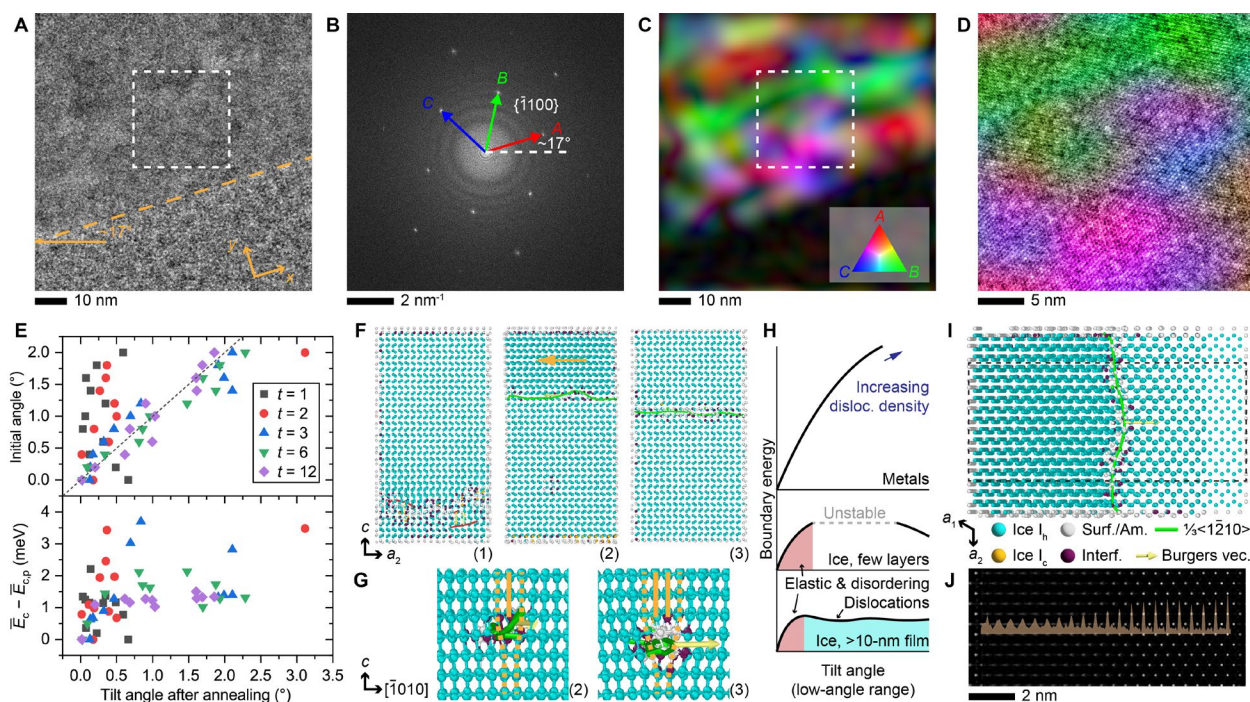 A
~17°
y
x
10 nm
B
C
B
{1̄100}
A
~17°
2 nm⁻¹
C
A
C
B
10 nm
D
5 nm
E
Initial angle (°)
2.0
1.6
1.2
0.8
0.4
0.0
t = 1
t = 2
t = 3
t = 6
t = 12
E̅c − E̅c,p (meV)
4
3
2
1
0
0.0 0.5 1.0 1.5 2.0 2.5 3.0 3.5
Tilt angle after annealing (°)
F
c
a₂
(1)
(2)
(3)
G
c
[1̄010]
(2)
(3)
H
Boundary energy
Increasing
disloc. density
Metals
Unstable
Ice, few layers
Elastic & disordering
Dislocations
Ice, >10-nm film
Tilt angle
(low-angle range)
I
a₁
a₂
Ice Iₕ
Surf./Am.
⅓<12̄10>
Ice I꜀
Interf.
Burgers vec.
J
2 nm